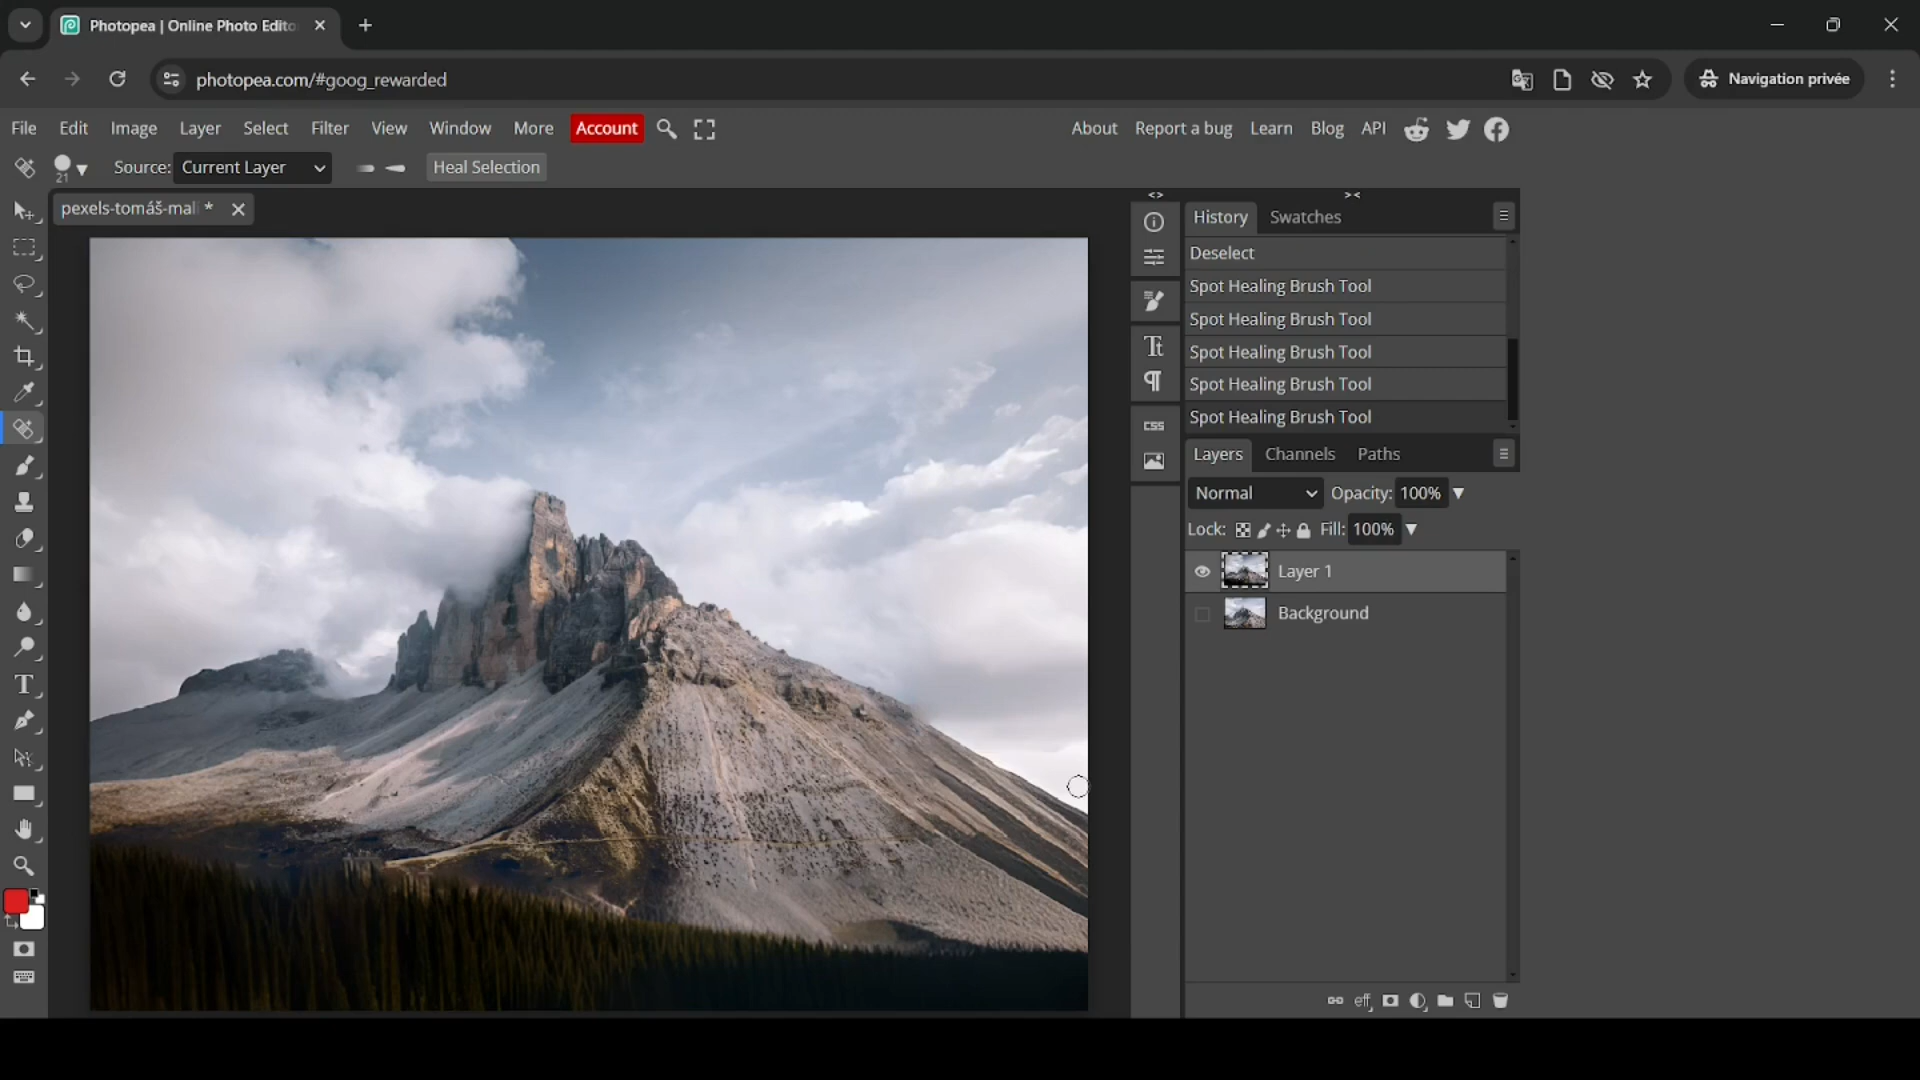 Photopea | Online Photo Edito
photopea.com/#goog_rewarded
Navigation privée
File Edit Image Layer Select Filter View Window More Account
About Report a bug Learn Blog API
21 Source: Current Layer Heal Selection
pexels-tomáš-mal *
History Swatches
Deselect
Spot Healing Brush Tool
Spot Healing Brush Tool
Spot Healing Brush Tool
Spot Healing Brush Tool
Spot Healing Brush Tool
CSS
Layers Channels Paths
Normal Opacity: 100%
Lock: Fill: 100%
Layer 1
Background
eff